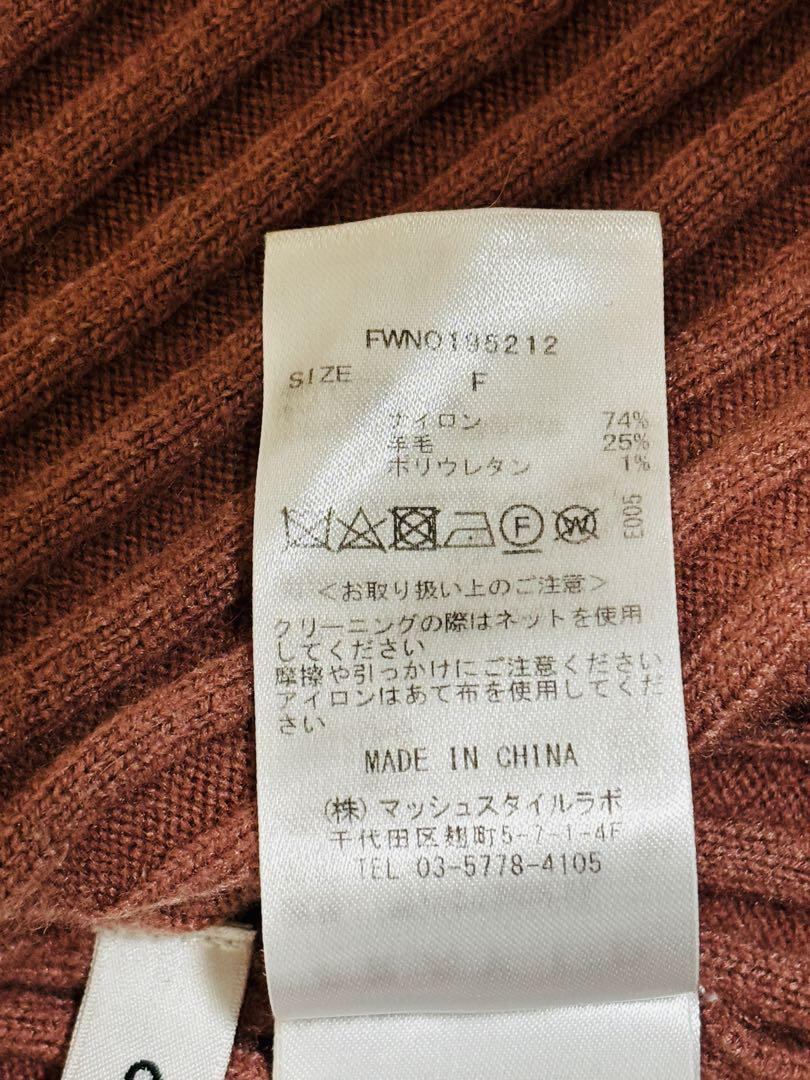 FWNO195212
SIZE F
ナイロン 74%
羊毛 25%
ポリウレタン 1%
F W
E005
＜お取り扱い上のご注意＞
クリーニングの際はネットを使用
してください
摩擦や引っかけにご注意ください
アイロンはあて布を使用してくだ
さい
MADE IN CHINA
(株)マッシュスタイルラボ
千代田区麹町5-7-1-4F
TEL 03-5778-4105